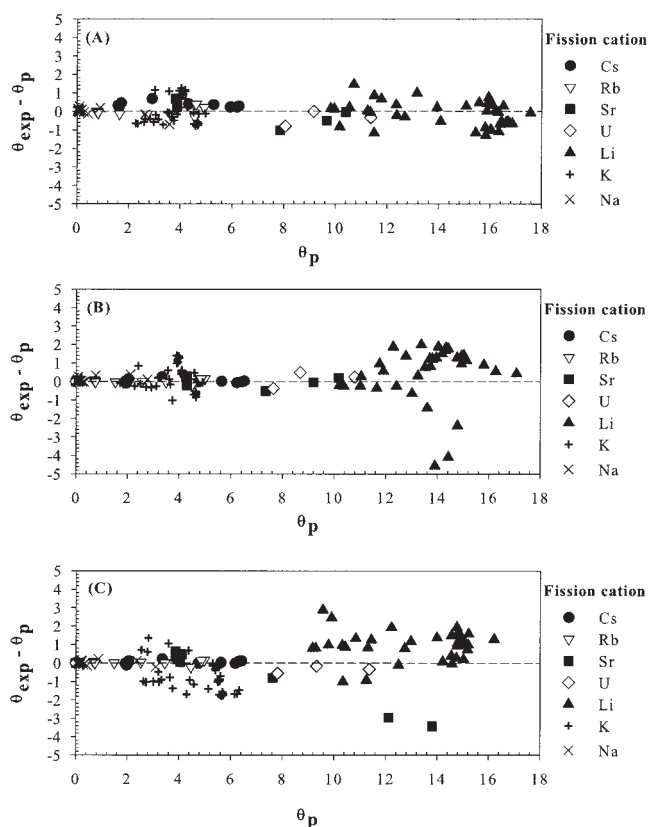 (A)
5
4
3
2
1
0
-1
-2
-3
-4
-5
θexp - θp
0 2 4 6 8 10 12 14 16 18
θp
Fission cation
Cs
Rb
Sr
U
Li
K
Na
(B)
5
4
3
2
1
0
-1
-2
-3
-4
-5
θexp - θp
0 2 4 6 8 10 12 14 16 18
θp
Fission cation
Cs
Rb
Sr
U
Li
K
Na
(C)
5
4
3
2
1
0
-1
-2
-3
-4
-5
θexp - θp
0 2 4 6 8 10 12 14 16 18
θp
Fission cation
Cs
Rb
Sr
U
Li
K
Na